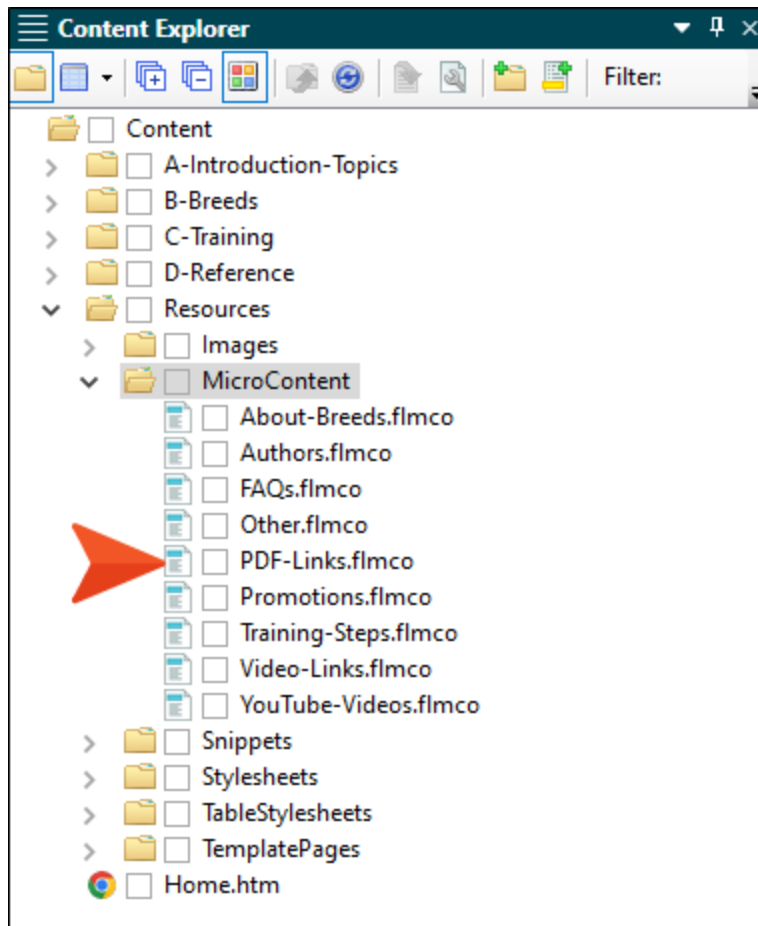 Content Explorer
Filter:
Content
A-Introduction-Topics
B-Breeds
C-Training
D-Reference
Resources
Images
MicroContent
About-Breeds.flmco
Authors.flmco
FAQs.flmco
Other.flmco
PDF-Links.flmco
Promotions.flmco
Training-Steps.flmco
Video-Links.flmco
YouTube-Videos.flmco
Snippets
Stylesheets
TableStylesheets
TemplatePages
Home.htm